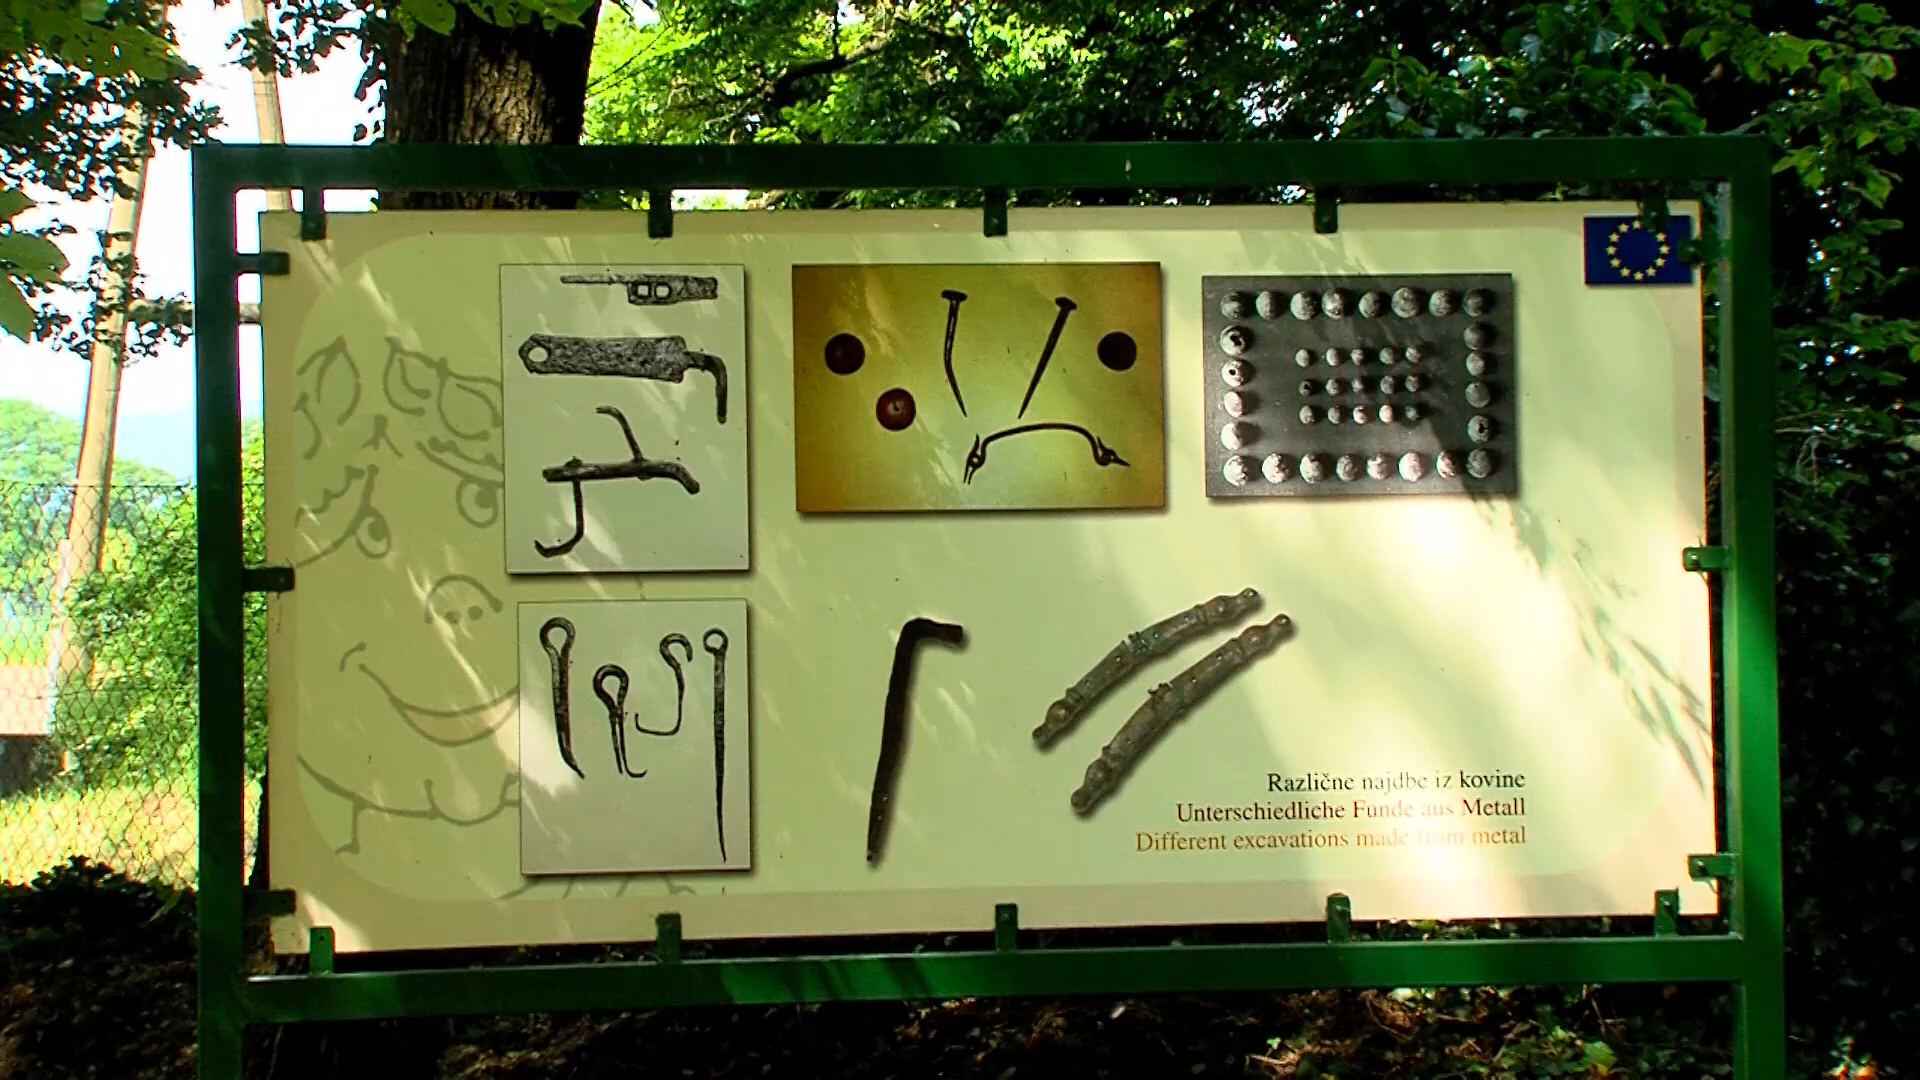 Različne najdbe iz kovine
Unterschiedliche Funde aus Metall
Different excavations made from metal